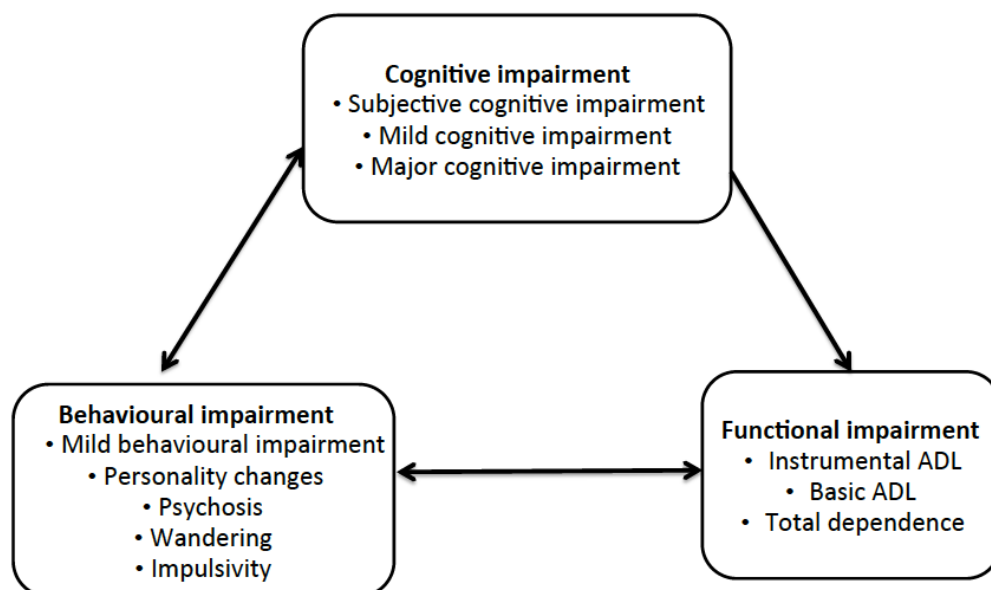 Cognitive impairment
• Subjective cognitive impairment
• Mild cognitive impairment
• Major cognitive impairment
Behavioural impairment
• Mild behavioural impairment
• Personality changes
• Psychosis
• Wandering
• Impulsivity
Functional impairment
• Instrumental ADL
• Basic ADL
• Total dependence